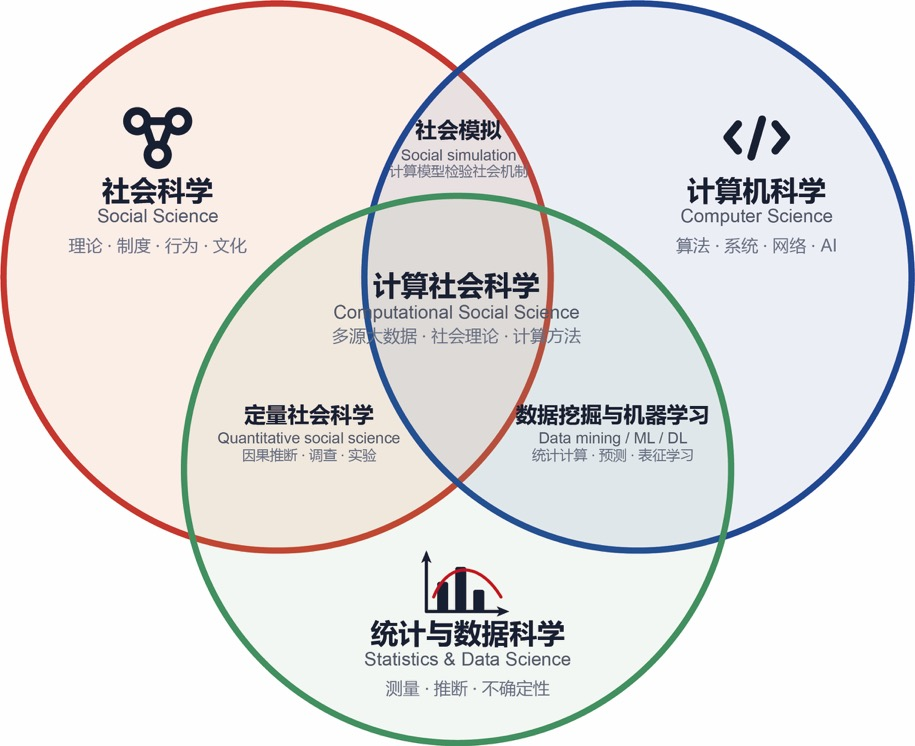 社会模拟
Social simulation
计算模型检验社会机制
社会科学
Social Science
理论 · 制度 · 行为 · 文化
计算机科学
Computer Science
算法 · 系统 · 网络 · AI
计算社会科学
Computational Social Science
多源大数据 · 社会理论 · 计算方法
定量社会科学
Quantitative social science
因果推断 · 调查 · 实验
数据挖掘与机器学习
Data mining / ML / DL
统计计算 · 预测 · 表征学习
统计与数据科学
Statistics & Data Science
测量 · 推断 · 不确定性